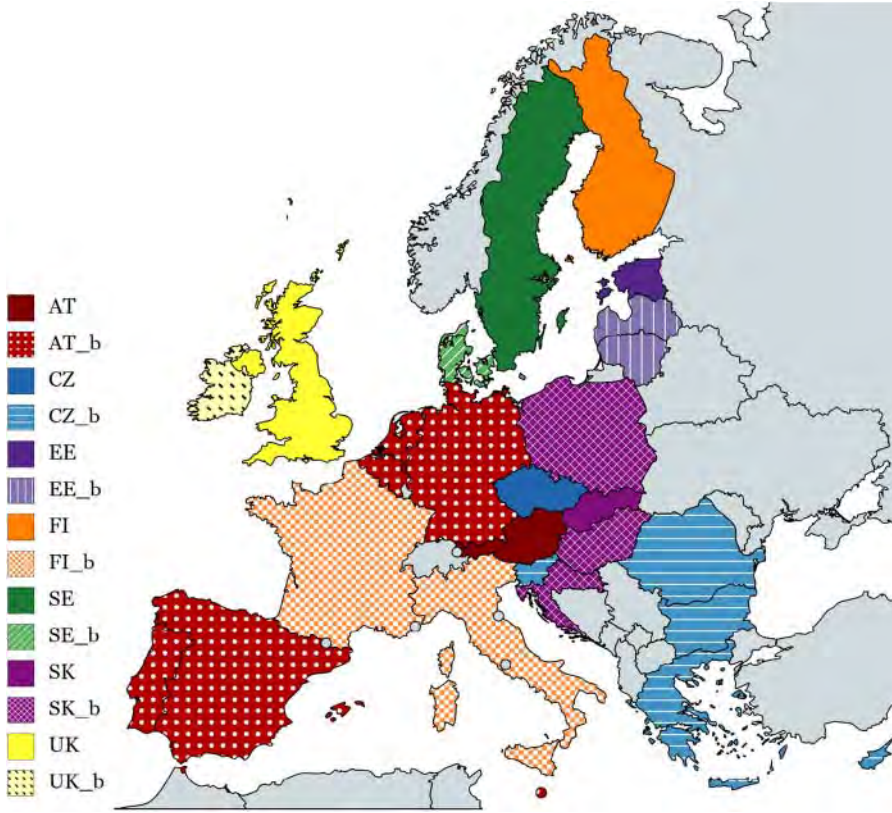 AT
AT_b
CZ
CZ_b
EE
EE_b
FI
FI_b
SE
SE_b
SK
SK_b
UK
UK_b